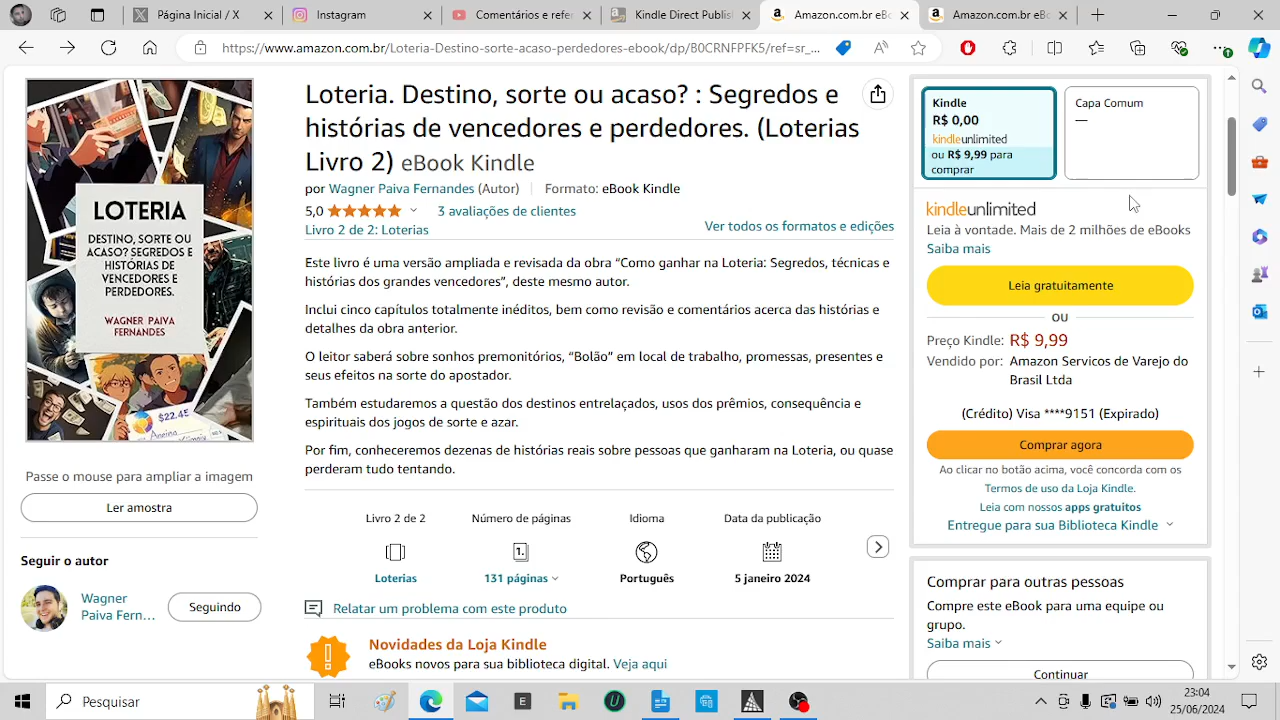 Página inicial /
Instagram
Comentários e refer
Kindle Direct Publish
Amazon.com.br eBo
Amazon.com.br eBo
https://www.amazon.com.br/Loteria-Destino-sorte-acaso-perdedores-ebook/dp/B0CRNFPFK5/ref=sr_...
LOTERIA
DESTINO, SORTE OU
ACASO? SEGREDOS E
HISTÓRIAS DE
VENCEDORES E
PERDEDORES.
WAGNER PAIVA
FERNANDES
$22.4E
Passe o mouse para ampliar a imagem
Ler amostra
Seguir o autor
Wagner
Paiva Fern...
Seguindo
Loteria. Destino, sorte ou acaso? : Segredos e
histórias de vencedores e perdedores. (Loterias
Livro 2) eBook Kindle
por Wagner Paiva Fernandes (Autor) Formato: eBook Kindle
5,0 3 avaliações de clientes
Livro 2 de 2: Loterias
Ver todos os formatos e edições
Este livro é uma versão ampliada e revisada da obra “Como ganhar na Loteria: Segredos, técnicas e
histórias dos grandes vencedores”, deste mesmo autor.
Inclui cinco capítulos totalmente inéditos, bem como revisão e comentários acerca das histórias e
detalhes da obra anterior.
O leitor saberá sobre sonhos premonitórios, “Bolão” em local de trabalho, promessas, presentes e
seus efeitos na sorte do apostador.
Também estudaremos a questão dos destinos entrelaçados, usos dos prêmios, consequência e
espirituais dos jogos de sorte e azar.
Por fim, conheceremos dezenas de histórias reais sobre pessoas que ganharam na Loteria, ou quase
perderam tudo tentando.
Livro 2 de 2
Loterias
Número de páginas
1.
131 páginas
Idioma
Português
Data da publicação
5 janeiro 2024
Relatar um problema com este produto
Novidades da Loja Kindle
eBooks novos para sua biblioteca digital. Veja aqui
Kindle
R$ 0,00
kindleunlimited
ou R$ 9,99 para
comprar
Capa Comum
—
kindleunlimited
Leia à vontade. Mais de 2 milhões de eBooks
Saiba mais
Leia gratuitamente
OU
Preço Kindle: R$ 9,99
Vendido por: Amazon Servicos de Varejo do
Brasil Ltda
(Crédito) Visa ****9151 (Expirado)
Comprar agora
Ao clicar no botão acima, você concorda com os
Termos de uso da Loja Kindle.
Leia com nossos apps gratuitos
Entregue para sua Biblioteca Kindle
Comprar para outras pessoas
Compre este eBook para uma equipe ou
grupo.
Saiba mais
Continuar
Pesquisar
23:04
25/06/2024